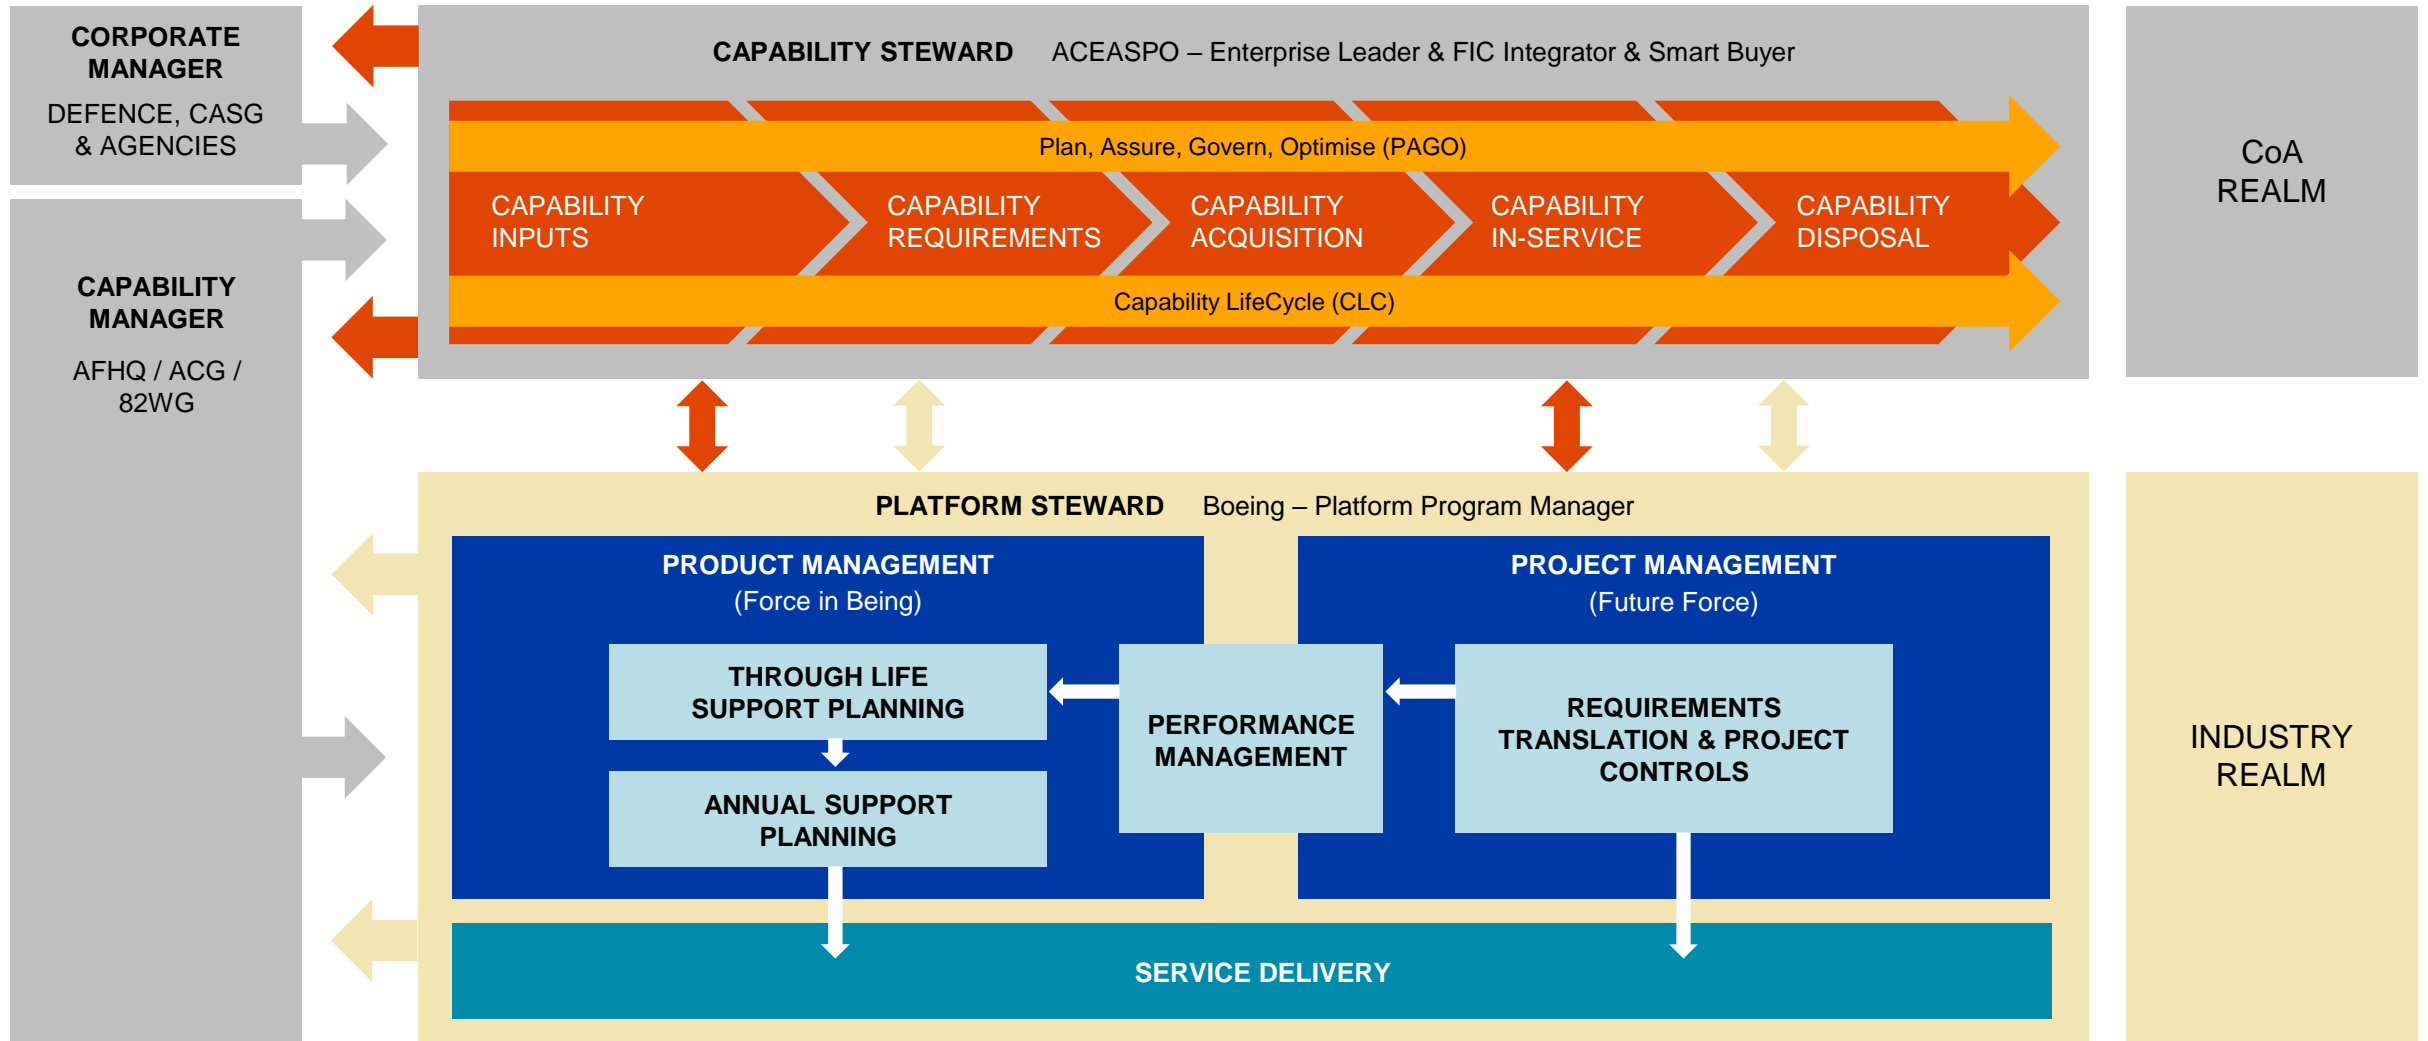 CORPORATE
MANAGER
DEFENCE, CASG
& AGENCIES
CAPABILITY
MANAGER
AFHQ / ACG /
82WG
CAPABILITY STEWARD ACEASPO – Enterprise Leader & FIC Integrator & Smart Buyer
Plan, Assure, Govern, Optimise (PAGO)
CAPABILITY
INPUTS
CAPABILITY
REQUIREMENTS
CAPABILITY
ACQUISITION
CAPABILITY
IN-SERVICE
CAPABILITY
DISPOSAL
Capability LifeCycle (CLC)
CoA
REALM
PLATFORM STEWARD Boeing – Platform Program Manager
PRODUCT MANAGEMENT
(Force in Being)
THROUGH LIFE
SUPPORT PLANNING
ANNUAL SUPPORT
PLANNING
PERFORMANCE
MANAGEMENT
PROJECT MANAGEMENT
(Future Force)
REQUIREMENTS
TRANSLATION & PROJECT
CONTROLS
SERVICE DELIVERY
INDUSTRY
REALM